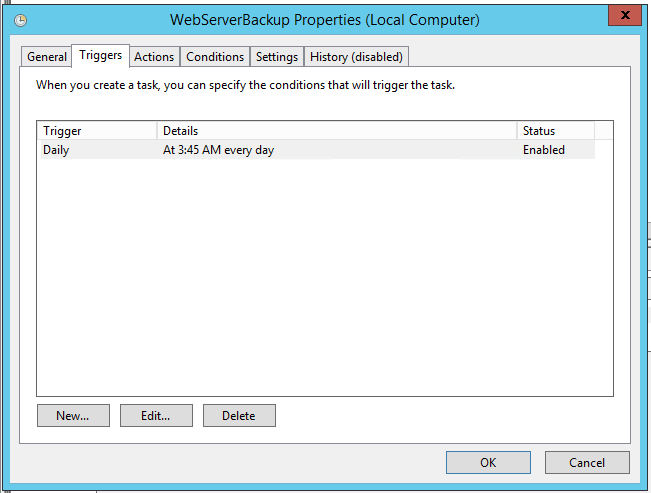 WebServerBackup Properties (Local Computer)
x
General Triggers Actions Conditions Settings History (disabled)
When you create a task, you can specify the conditions that will trigger the task.
Trigger Details Status
Daily At 3:45 AM every day Enabled
New... Edit... Delete
OK Cancel